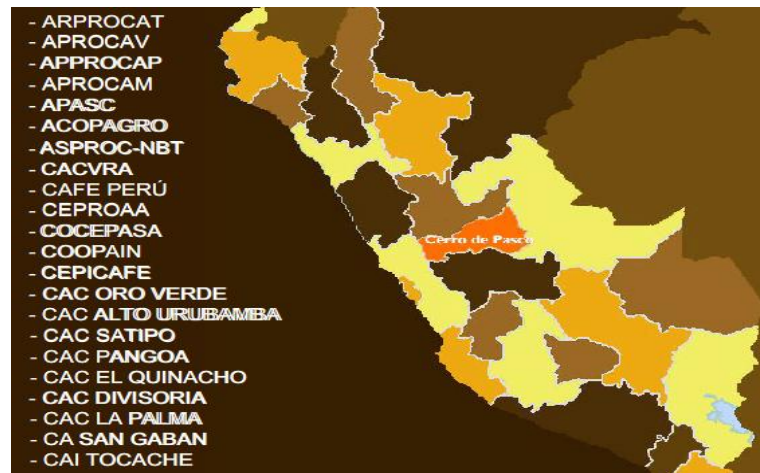 - ARPROCAT
- APROCAV
- APPROCAP
- APROCAM
- APASC
- ACOPAGRO
- ASPROC-NBT
- CACVRA
- CAFE PERÚ
- CEPROAA
- COCEPASA
- COOPAIN
- CEPICAFE
- CAC ORO VERDE
- CAC ALTO URUBAMBA
- CAC SATIPO
- CAC PANGOA
- CAC EL QUINACHO
- CAC DIVISORIA
- CAC LA PALMA
- CA SAN GABAN
- CAI TOCACHE
Cerro de Pasco